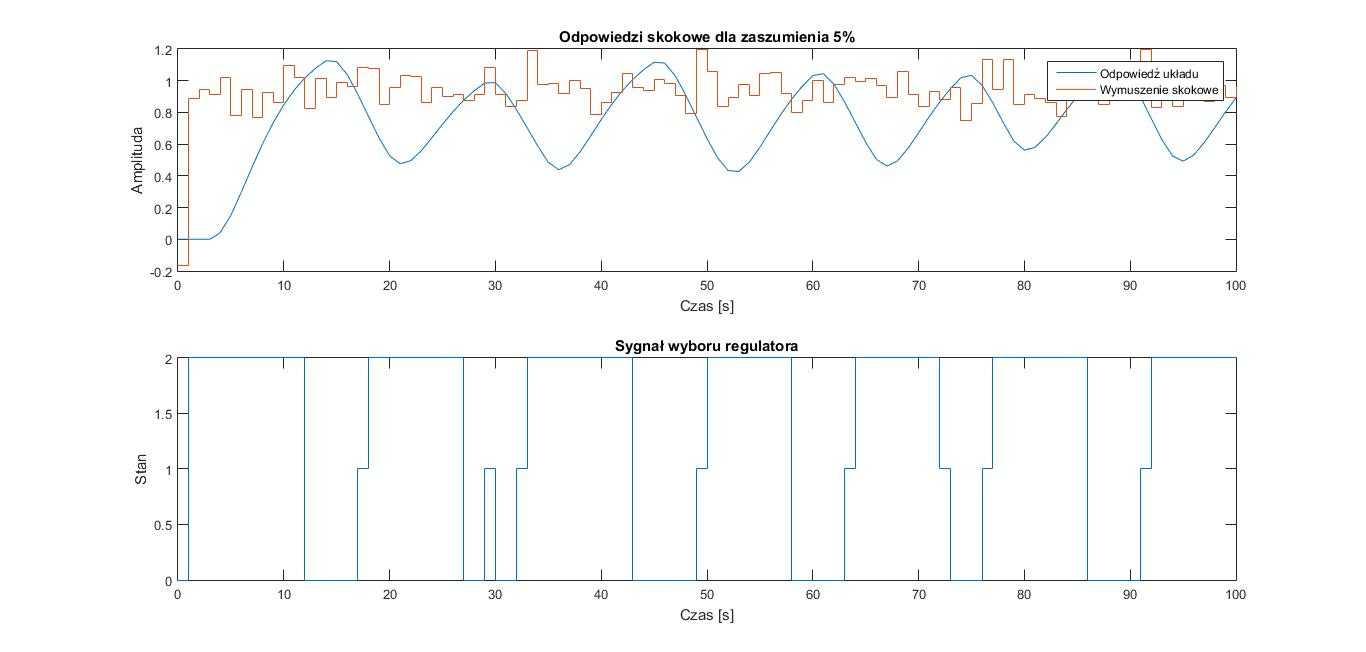 Odpowiedzi skokowe dla zaszumienia 5%
1.2
1
0.8
0.6
0.4
0.2
0
-0.2
Amplituda
Odpowiedź układu
Wymuszenie skokowe
0 10 20 30 40 50 60 70 80 90 100
Czas [s]
Sygnał wyboru regulatora
2
1.5
1
0.5
0
Stan
0 10 20 30 40 50 60 70 80 90 100
Czas [s]